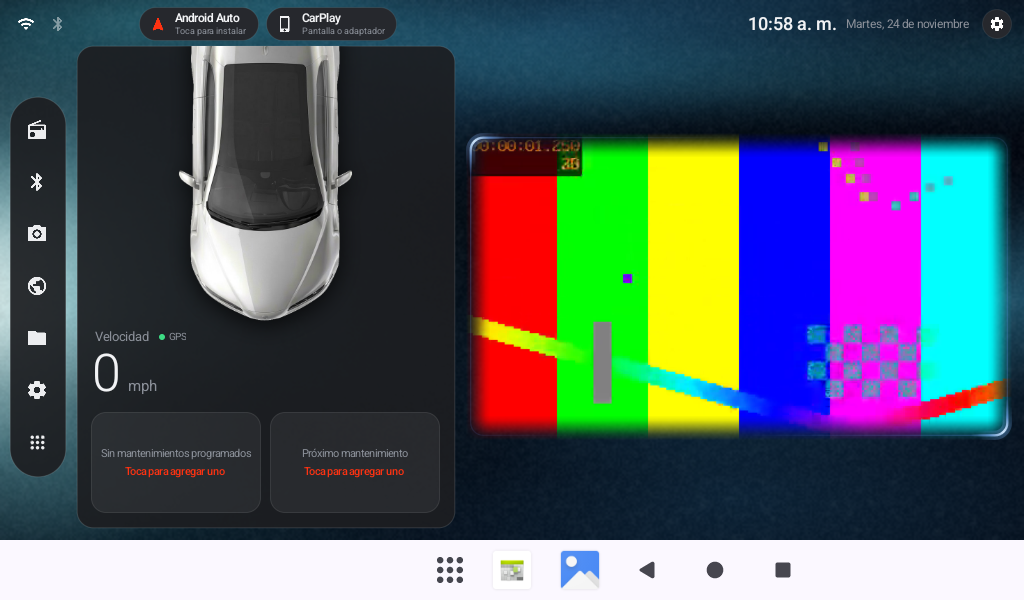 Android Auto
Toca para instalar
CarPlay
Pantalla o adaptador
10:58 a. m.
Martes, 24 de noviembre
Velocidad
GPS
0 mph
Sin mantenimientos programados
Toca para agregar uno
Próximo mantenimiento
Toca para agregar uno
0:00:01.250
30